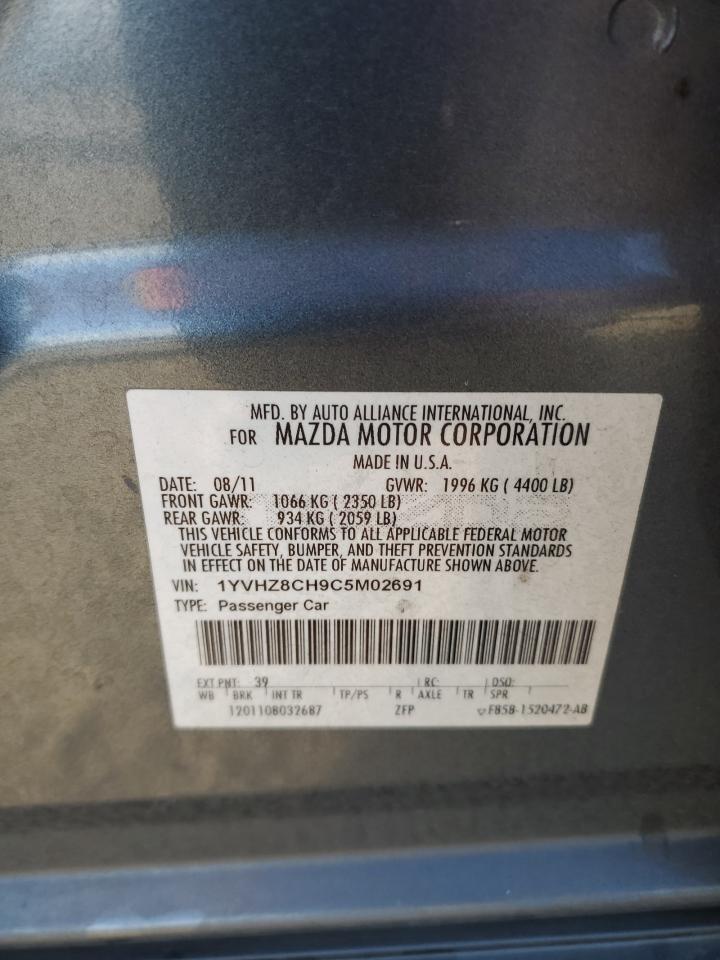 MFD. BY AUTO ALLIANCE INTERNATIONAL, INC.
FOR MAZDA MOTOR CORPORATION
MADE IN U.S.A.
DATE: 08/11 GVWR: 1996 KG ( 4400 LB)
FRONT GAWR: 1066 KG ( 2350 LB)
REAR GAWR: 934 KG ( 2059 LB)
THIS VEHICLE CONFORMS TO ALL APPLICABLE FEDERAL MOTOR
VEHICLE SAFETY, BUMPER, AND THEFT PREVENTION STANDARDS
IN EFFECT ON THE DATE OF MANUFACTURE SHOWN ABOVE.
VIN: 1YVHZ8CH9C5M02691
TYPE: Passenger Car
EXT PNT: 39 RC: DSO:
WB BRK INT TR TP/PS R AXLE TR SPR
1201108032687 ZFP F85B-1520472-AB